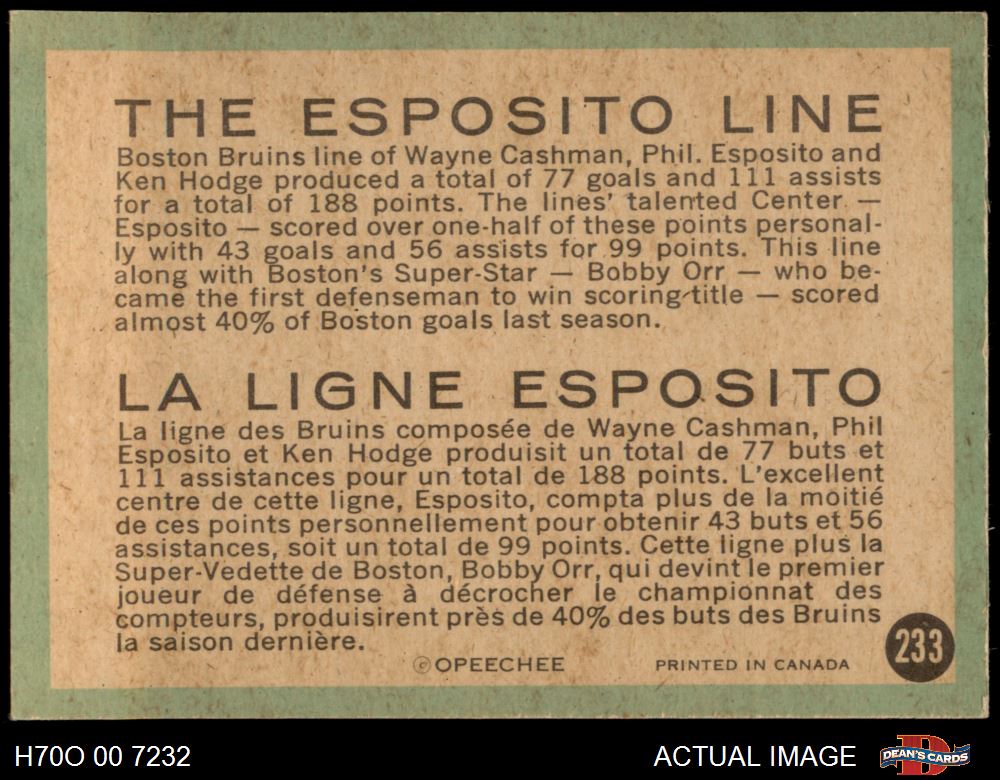 THE ESPOSITO LINE
Boston Bruins line of Wayne Cashman, Phil. Esposito and
Ken Hodge produced a total of 77 goals and 111 assists
for a total of 188 points. The lines' talented Center —
Esposito — scored over one-half of these points personal-
ly with 43 goals and 56 assists for 99 points. This line
along with Boston's Super-Star — Bobby Orr — who be-
came the first defenseman to win scoring title — scored
almost 40% of Boston goals last season.
LA LIGNE ESPOSITO
La ligne des Bruins composée de Wayne Cashman, Phil
Esposito et Ken Hodge produisit un total de 77 buts et
111 assistances pour un total de 188 points. L'excellent
centre de cette ligne, Esposito, compta plus de la moitié
de ces points personnellement pour obtenir 43 buts et 56
assistances, soit un total de 99 points. Cette ligne plus la
Super-Vedette de Boston, Bobby Orr, qui devint le premier
joueur de défense à décrocher le championnat des
compteurs, produisirent près de 40% des buts des Bruins
la saison dernière.
©OPEECHEE PRINTED IN CANADA
233
H70O 00 7232 ACTUAL IMAGE DEAN'S CARDS